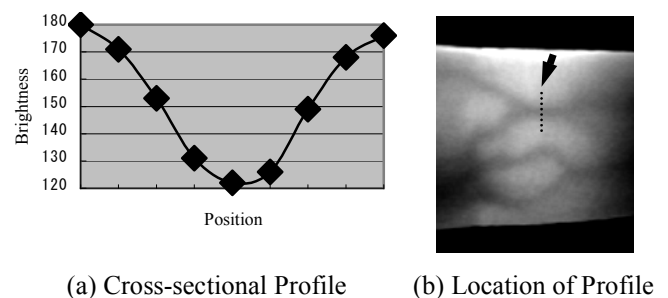 180
170
160
150
140
130
120
Brightness
Position
(a) Cross-sectional Profile
(b) Location of Profile